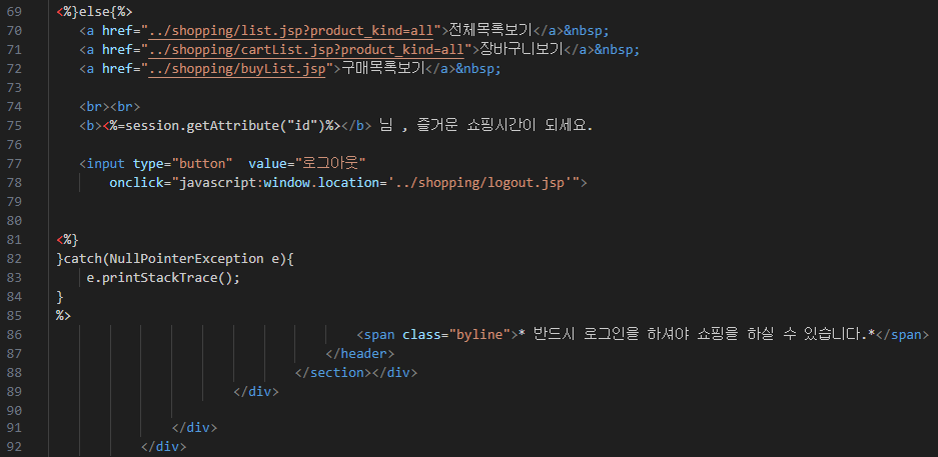 69 <%}else{%>
70 <a href="../shopping/list.jsp?product_kind=all">전체목록보기</a>&nbsp;
71 <a href="../shopping/cartList.jsp?product_kind=all">장바구니보기</a>&nbsp;
72 <a href="../shopping/buyList.jsp">구매목록보기</a>&nbsp;
73
74 <br><br>
75 <b><%=session.getAttribute("id")%></b> 님 , 즐거운 쇼핑시간이 되세요.
76
77 <input type="button"  value="로그아웃"
78 onclick="javascript:window.location='../shopping/logout.jsp'">
79
80
81 <%}
82 }catch(NullPointerException e){
83 e.printStackTrace();
84 }
85 %>
86 <span class="byline">* 반드시 로그인을 하셔야 쇼핑을 하실 수 있습니다.*</span>
87 </header>
88 </section></div>
89 </div>
90
91 </div>
92 </div>